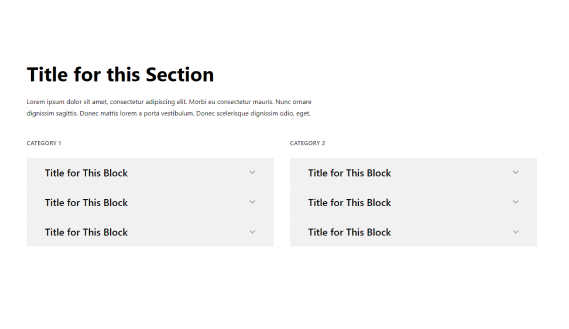 Title for this Section
Lorem ipsum dolor sit amet, consectetur adipiscing elit. Morbi eu consectetur mauris. Nunc ornare
dignissim sagittis. Donec mattis lorem a porta vestibulum. Donec scelerisque dignissim odio, eget.
CATEGORY 1
Title for This Block
Title for This Block
Title for This Block
CATEGORY 2
Title for This Block
Title for This Block
Title for This Block